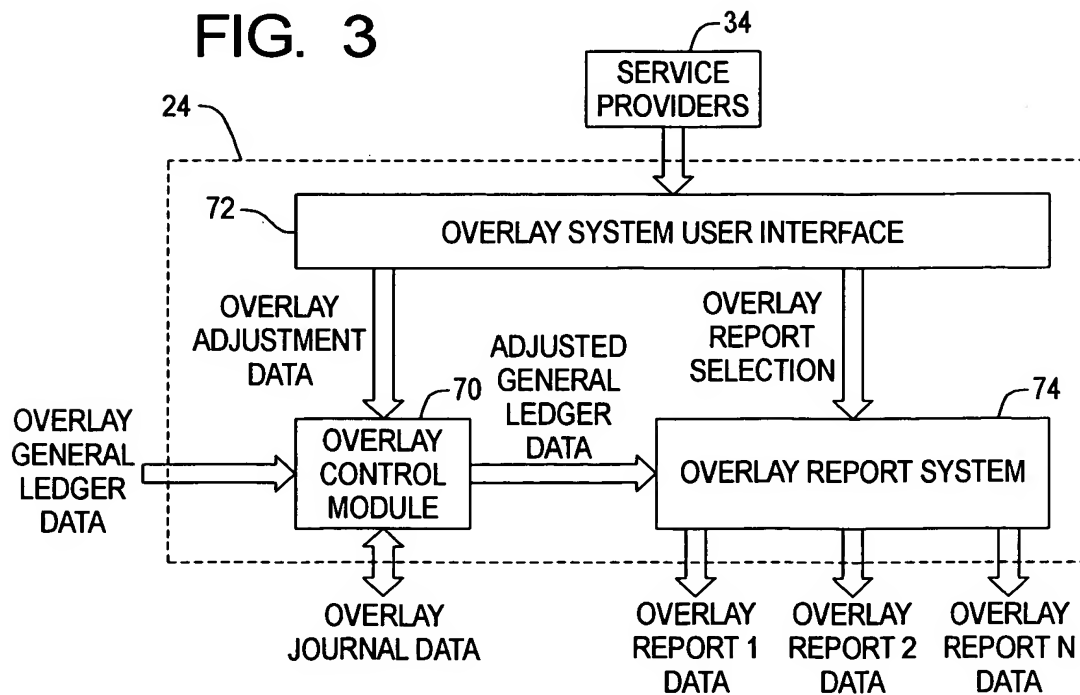 FIG. 3
34
SERVICE
PROVIDERS
24
72
OVERLAY SYSTEM USER INTERFACE
OVERLAY
ADJUSTMENT
DATA
OVERLAY
REPORT
SELECTION
ADJUSTED
GENERAL
LEDGER
DATA
70
74
OVERLAY
GENERAL
LEDGER
DATA
OVERLAY
CONTROL
MODULE
OVERLAY REPORT SYSTEM
OVERLAY
JOURNAL DATA
OVERLAY
REPORT 1
DATA
OVERLAY
REPORT 2
DATA
OVERLAY
REPORT N
DATA